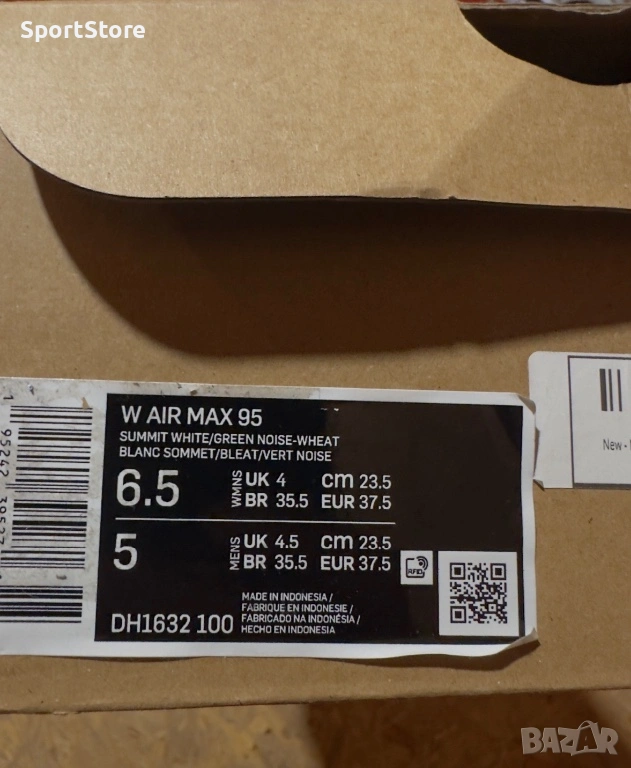 SportStore
W AIR MAX 95
SUMMIT WHITE/GREEN NOISE-WHEAT
BLANC SOMMET/BLEAT/VERT NOISE
6.5 WMNS UK 4 cm 23.5
BR 35.5 EUR 37.5
5 MENS UK 4.5 cm 23.5
BR 35.5 EUR 37.5
RFID
MADE IN INDONESIA /
FABRIQUE EN INDONESIE /
FABRICADO NA INDONÉSIA /
HECHO EN INDONESIA
DH1632 100
New -
BAZAR